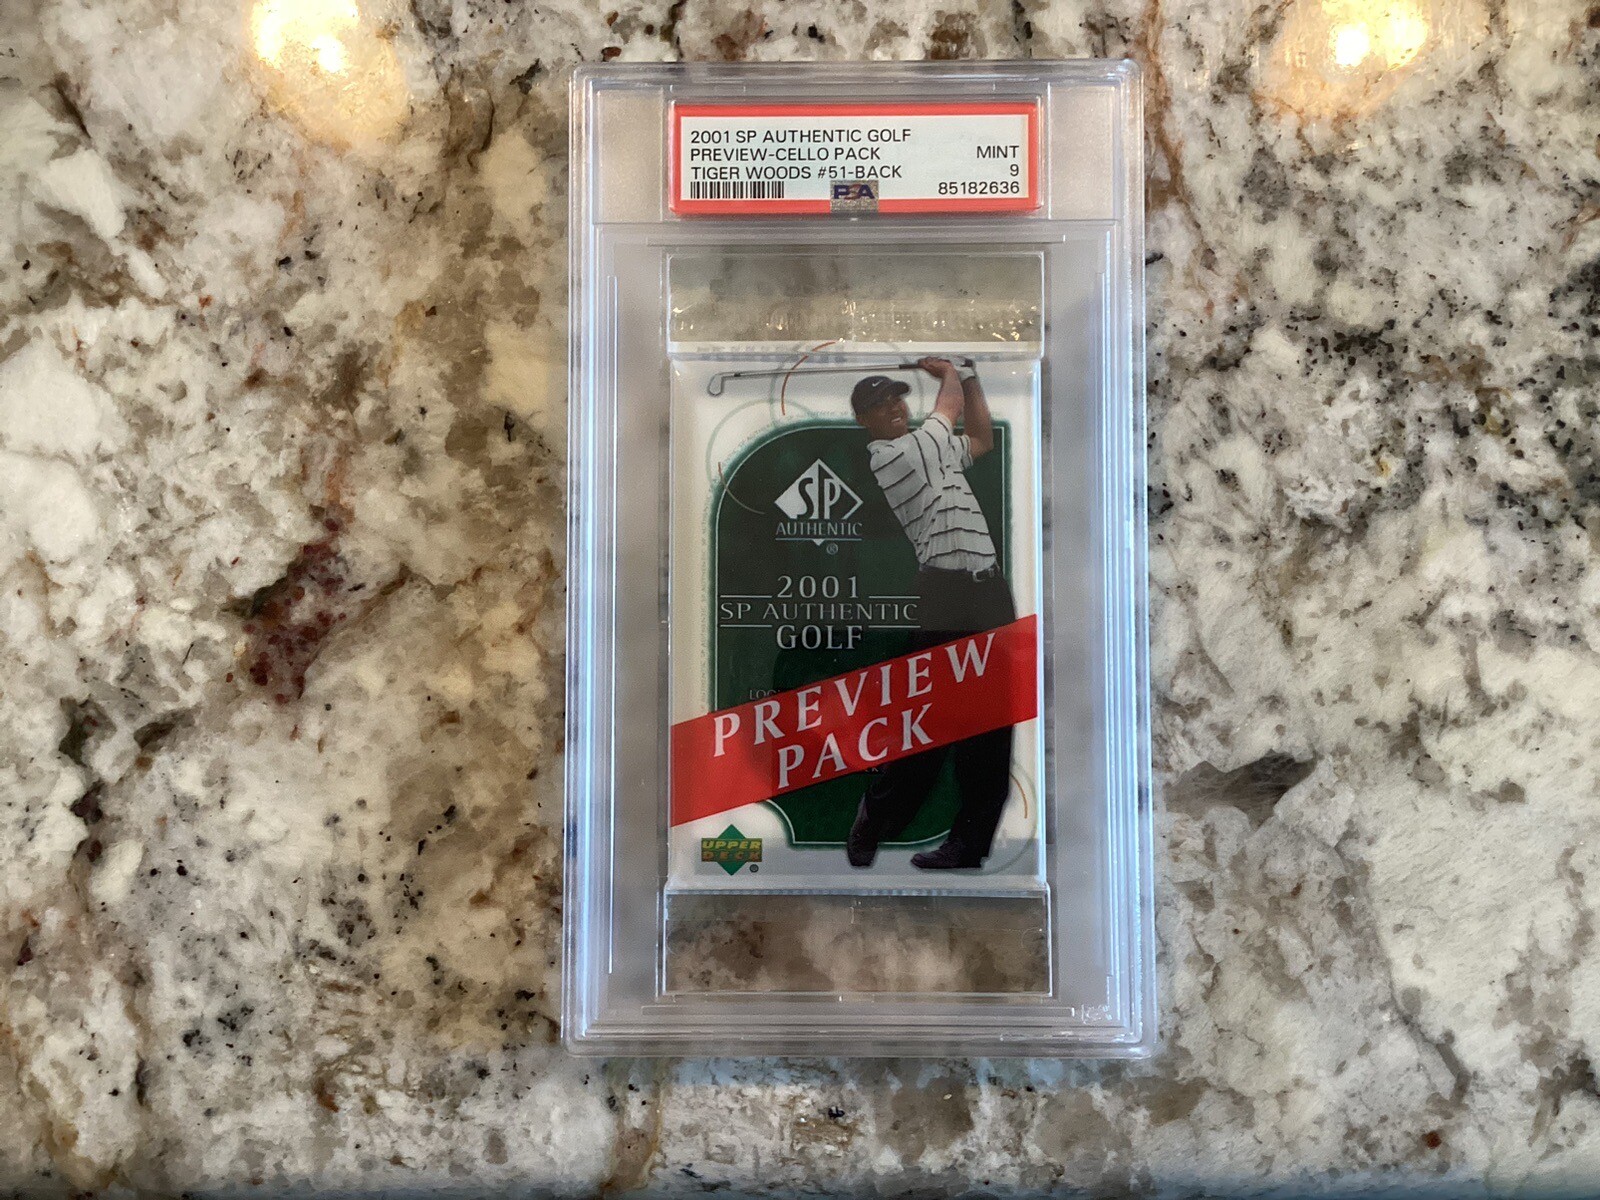 2001 SP AUTHENTIC GOLF
PREVIEW-CELLO PACK MINT
TIGER WOODS #51-BACK 9
PSA 85182636
SP
AUTHENTIC
®
2001
SP AUTHENTIC
GOLF
PREVIEW
PACK
UPPER
DECK
®